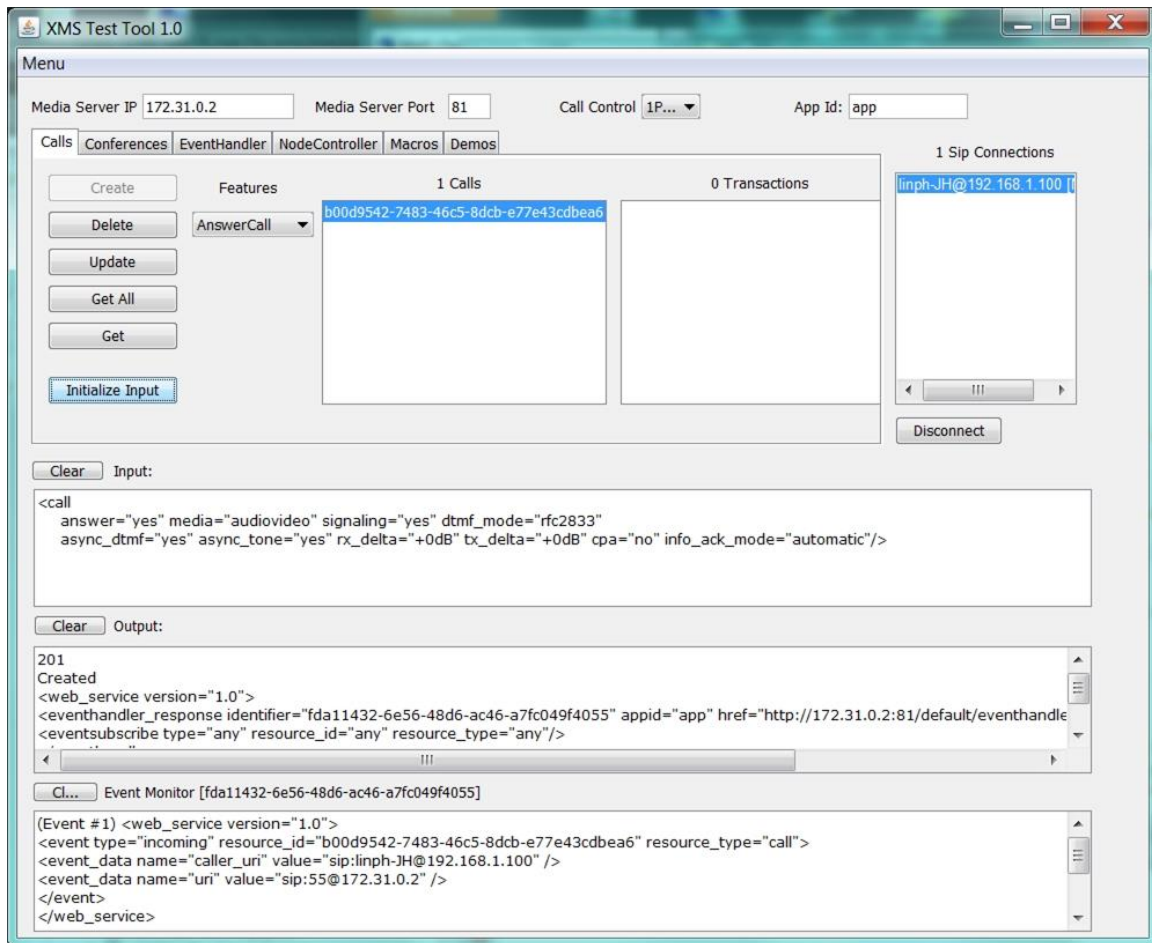 XMS Test Tool 1.0
Menu
Media Server IP 172.31.0.2 Media Server Port 81 Call Control 1P... App Id: app
Calls Conferences EventHandler NodeController Macros Demos
1 Sip Connections
Create Features 1 Calls 0 Transactions
linph-JH@192.168.1.100
b00d9542-7483-46c5-8dcb-e77e43cdbea6
Delete AnswerCall
Update
Get All
Get
Initialize Input
Disconnect
Clear Input:
<call
answer="yes" media="audiovideo" signaling="yes" dtmf_mode="rfc2833"
async_dtmf="yes" async_tone="yes" rx_delta="+0dB" tx_delta="+0dB" cpa="no" info_ack_mode="automatic"/>
Clear Output:
201
Created
<web_service version="1.0">
<eventhandler_response identifier="fda11432-6e56-48d6-ac46-a7fc049f4055" appid="app" href="http://172.31.0.2:81/default/eventhandle
<eventsubscribe type="any" resource_id="any" resource_type="any"/>
Cl... Event Monitor [fda11432-6e56-48d6-ac46-a7fc049f4055]
(Event #1) <web_service version="1.0">
<event type="incoming" resource_id="b00d9542-7483-46c5-8dcb-e77e43cdbea6" resource_type="call">
<event_data name="caller_uri" value="sip:linph-JH@192.168.1.100" />
<event_data name="uri" value="sip:55@172.31.0.2" />
</event>
</web_service>